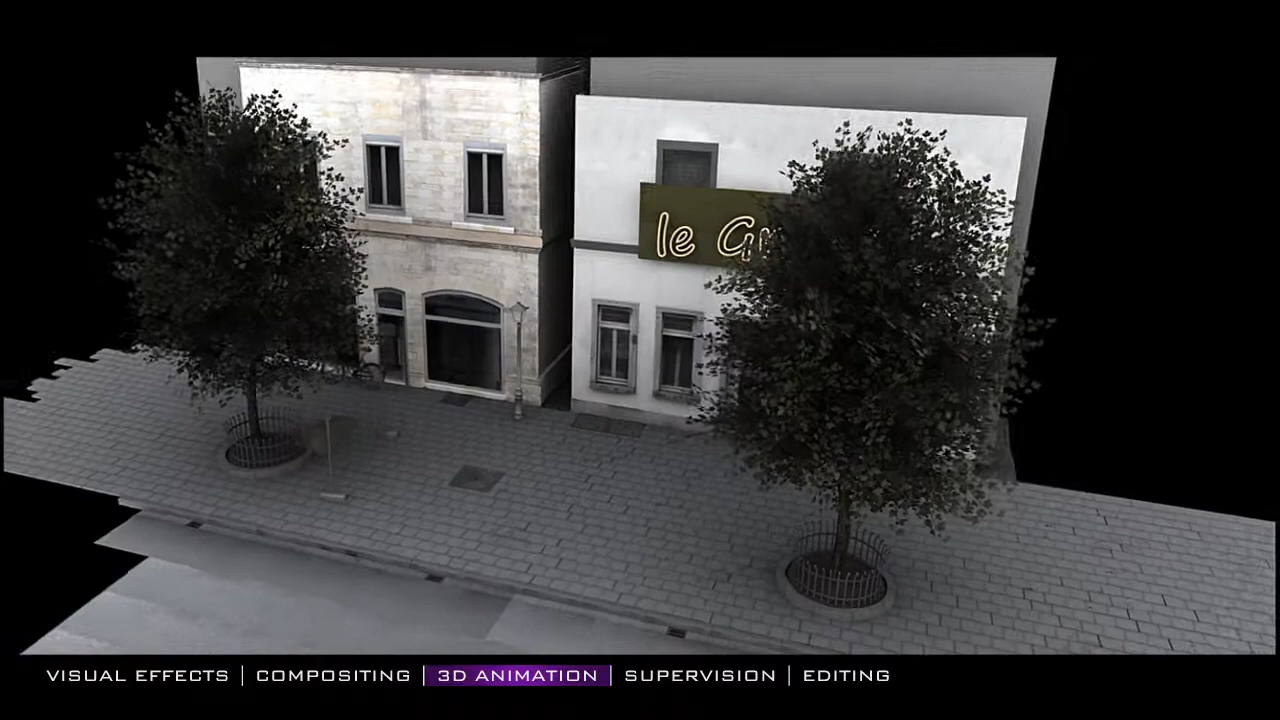 le
VISUAL EFFECTS | COMPOSITING | 3D ANIMATION | SUPERVISION | EDITING